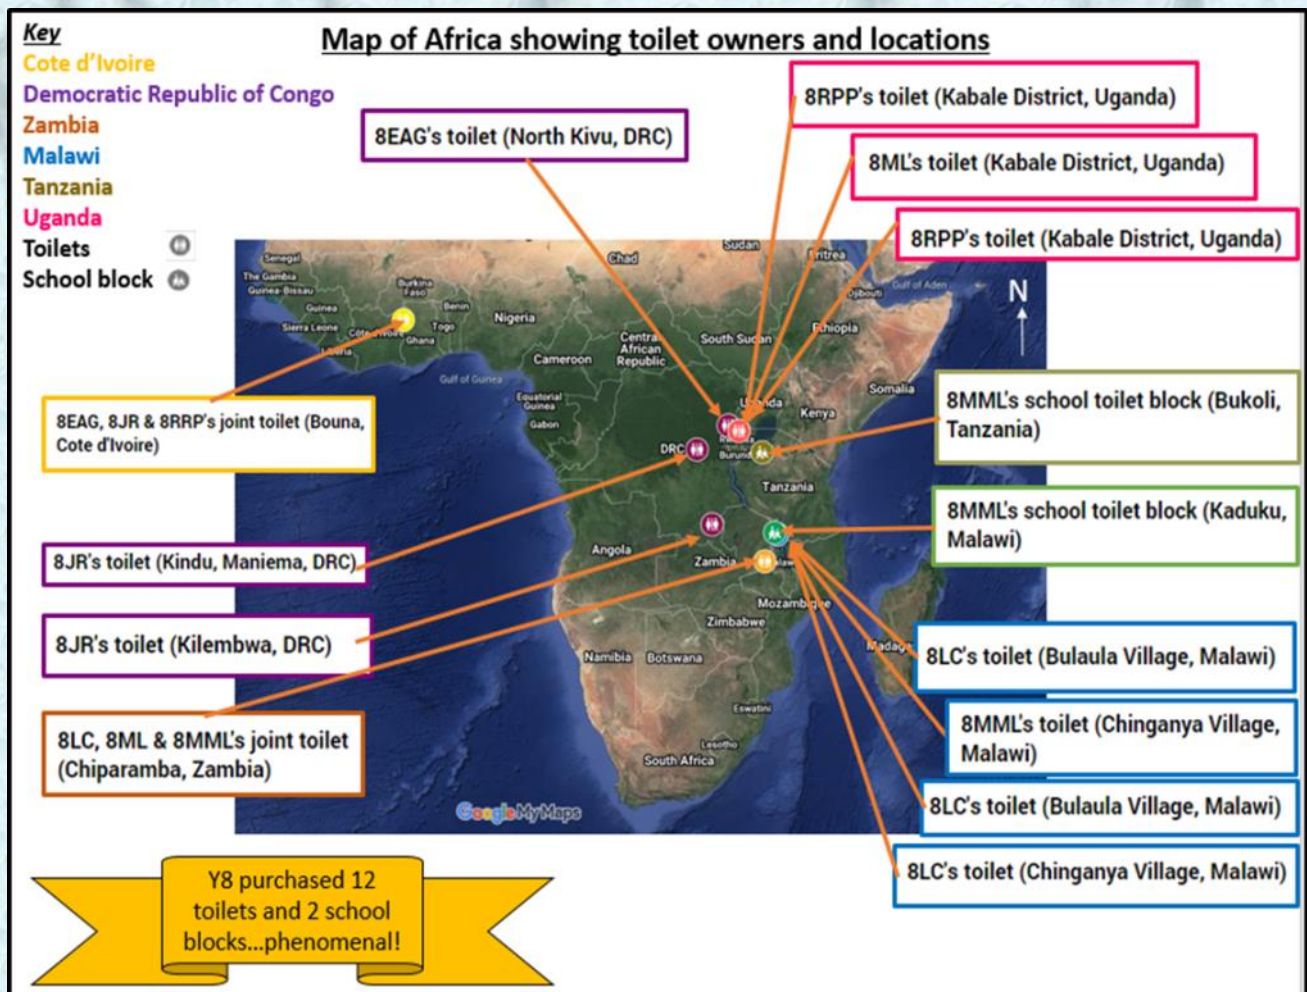 Key
Map of Africa showing toilet owners and locations
Cote d'Ivoire
Democratic Republic of Congo
Zambia
Malawi
Tanzania
Uganda
Toilets
School block
8EAG's toilet (North Kivu, DRC)
8RPP's toilet (Kabale District, Uganda)
8ML's toilet (Kabale District, Uganda)
8RPP's toilet (Kabale District, Uganda)
N
Senegal
The Gambia
Guinea-Bissau
Guinea
Sierra Leone
Liberia
Burkina
Faso
Benin
Togo
Ghana
Nigeria
Chad
Sudan
Eritrea
Djibouti
Gulf of Aden
Cameroon
Central
African
Republic
South Sudan
Ethiopia
Somalia
Gulf of Guinea
Equatorial
Guinea
Gabon
Uganda
Kenya
DRC
Tanzania
Angola
Zambia
Mozambique
Zimbabwe
Namibia
Botswana
Eswatini
Lesotho
South Africa
Google My Maps
8EAG, 8JR & 8RRP's joint toilet (Bouna,
Cote d'Ivoire)
8JR's toilet (Kindu, Maniema, DRC)
8JR's toilet (Kilembwa, DRC)
8LC, 8ML & 8MML's joint toilet
(Chiparamba, Zambia)
8MML's school toilet block (Bukoli,
Tanzania)
8MML's school toilet block (Kaduku,
Malawi)
8LC's toilet (Bulaula Village, Malawi)
8MML's toilet (Chinganya Village,
Malawi)
8LC's toilet (Bulaula Village, Malawi)
8LC's toilet (Chinganya Village, Malawi)
Y8 purchased 12
toilets and 2 school
blocks...phenomenal!